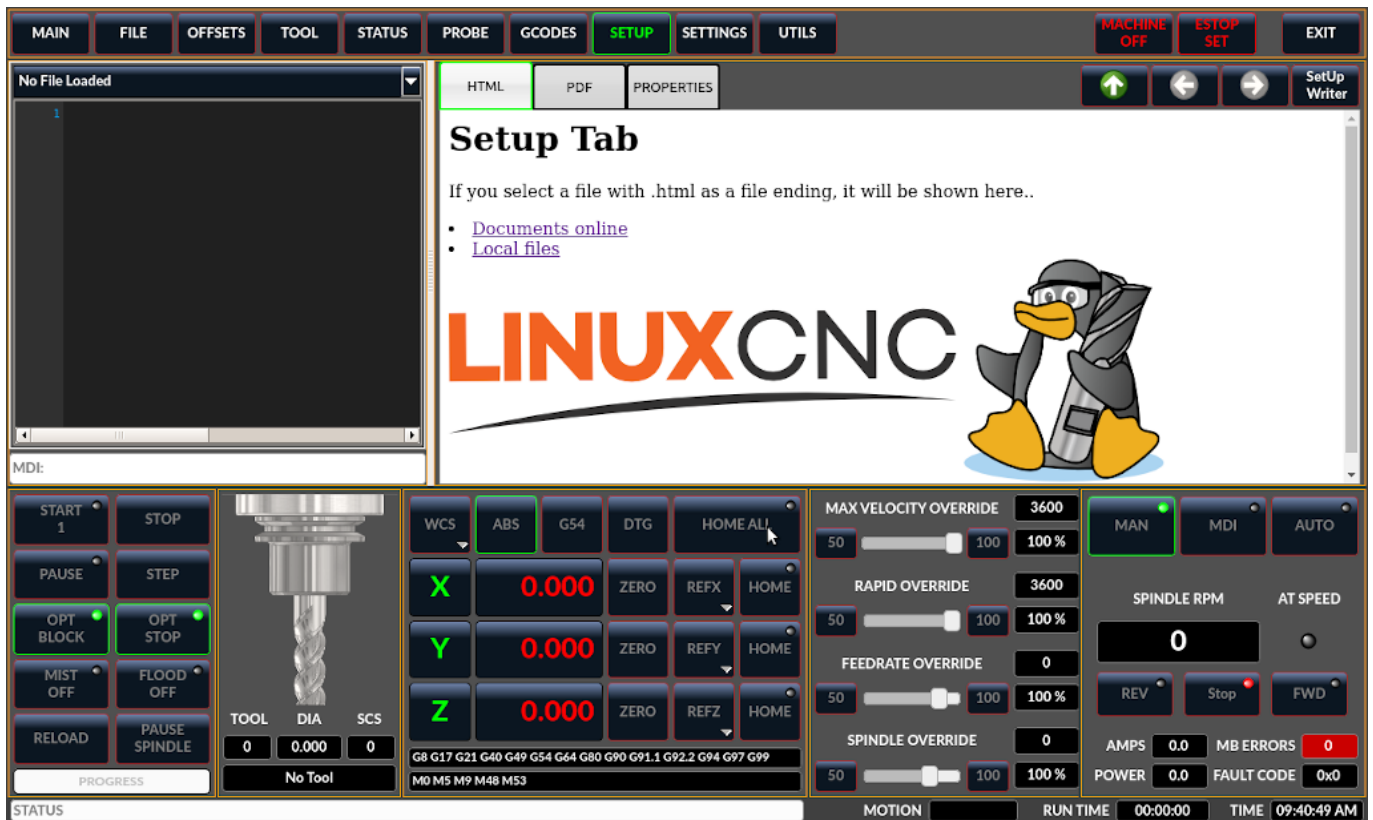 MAIN FILE OFFSETS TOOL STATUS PROBE GCODES SETUP SETTINGS UTILS MACHINE OFF ESTOP SET EXIT
No File Loaded
1
MDI:
HTML PDF PROPERTIES SetUp Writer
Setup Tab
If you select a file with .html as a file ending, it will be shown here..
• Documents online
• Local files
LINUXCNC
START 1 STOP
PAUSE STEP
OPT BLOCK OPT STOP
MIST OFF FLOOD OFF
RELOAD PAUSE SPINDLE
PROGRESS
TOOL DIA SCS
0 0.000 0
No Tool
WCS ABS G54 DTG HOME ALL
X 0.000 ZERO REFX HOME
Y 0.000 ZERO REFY HOME
Z 0.000 ZERO REFZ HOME
G8 G17 G21 G40 G49 G54 G64 G80 G90 G91.1 G92.2 G94 G97 G99
M0 M5 M9 M48 M53
MAX VELOCITY OVERRIDE 3600
50 100 100 %
RAPID OVERRIDE 3600
50 100 100 %
FEEDRATE OVERRIDE 0
50 100 100 %
SPINDLE OVERRIDE 0
50 100 100 %
MAN MDI AUTO
SPINDLE RPM AT SPEED
0
REV Stop FWD
AMPS 0.0 MB ERRORS 0
POWER 0.0 FAULT CODE 0x0
STATUS MOTION RUN TIME 00:00:00 TIME 09:40:49 AM